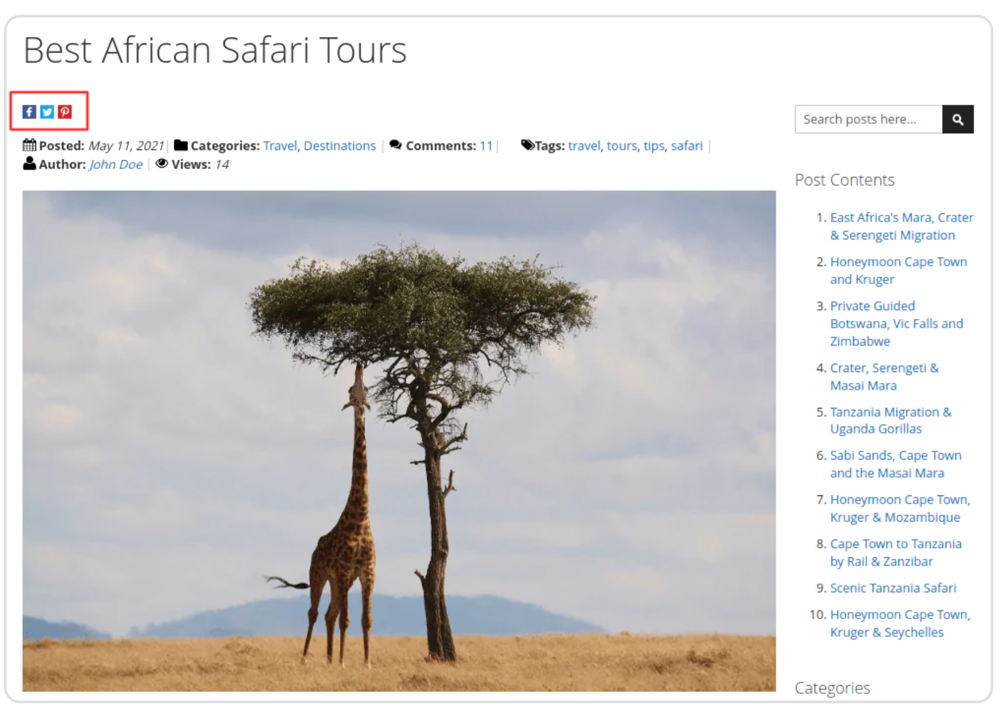 Best African Safari Tours
Posted: May 11, 2021 | Categories: Travel, Destinations | Comments: 11 | Tags: travel, tours, tips, safari |
Author: John Doe | Views: 14
Search posts here...
Post Contents
1. East Africa's Mara, Crater
& Serengeti Migration
2. Honeymoon Cape Town
and Kruger
3. Private Guided
Botswana, Vic Falls and
Zimbabwe
4. Crater, Serengeti &
Masai Mara
5. Tanzania Migration &
Uganda Gorillas
6. Sabi Sands, Cape Town
and the Masai Mara
7. Honeymoon Cape Town,
Kruger & Mozambique
8. Cape Town to Tanzania
by Rail & Zanzibar
9. Scenic Tanzania Safari
10. Honeymoon Cape Town,
Kruger & Seychelles
Categories